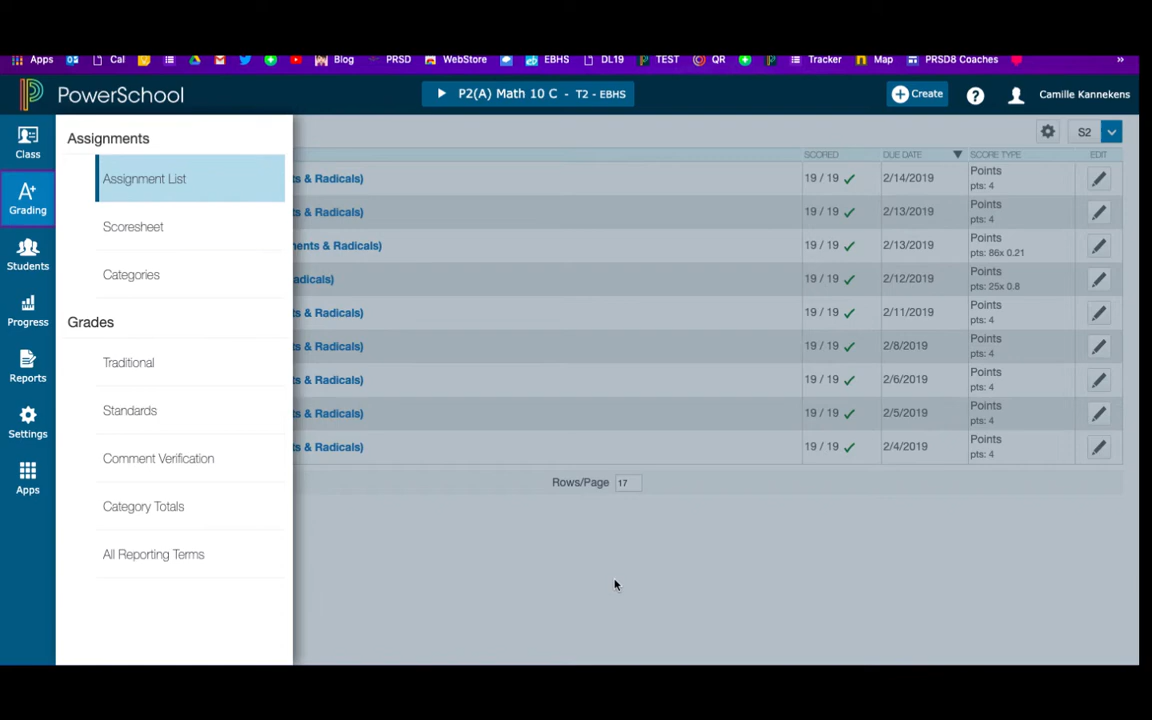 Apps Cal Blog PRSD WebStore EBHS DL19 TEST QR Tracker Map PRSD8 Coaches »
PowerSchool P2(A) Math 10 C - T2 - EBHS Create ? Camille Kannekens
Class
A+
Grading
Students
Progress
Reports
Settings
Apps
Assignments
Assignment List
Scoresheet
Categories
Grades
Traditional
Standards
Comment Verification
Category Totals
All Reporting Terms
S2
SCORED DUE DATE SCORE TYPE EDIT
ts & Radicals) 19 / 19 2/14/2019 Points
pts: 4
ts & Radicals) 19 / 19 2/13/2019 Points
pts: 4
nents & Radicals) 19 / 19 2/13/2019 Points
pts: 86x 0.21
adicals) 19 / 19 2/12/2019 Points
pts: 25x 0.8
ts & Radicals) 19 / 19 2/11/2019 Points
pts: 4
ts & Radicals) 19 / 19 2/8/2019 Points
pts: 4
ts & Radicals) 19 / 19 2/6/2019 Points
pts: 4
ts & Radicals) 19 / 19 2/5/2019 Points
pts: 4
ts & Radicals) 19 / 19 2/4/2019 Points
pts: 4
Rows/Page 17